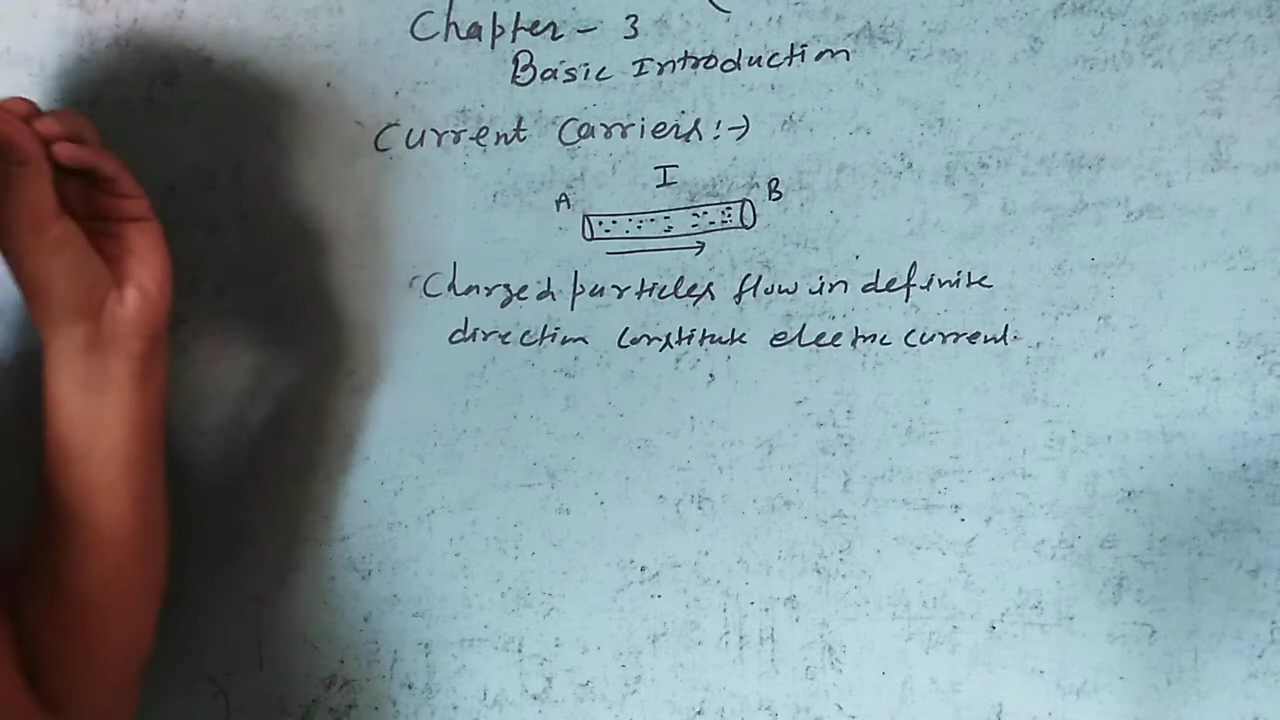 Chapter - 3
Basic Introduction
Current Carriers :→
I
A B
Charged particles flow in definite
direction constitute electric current.